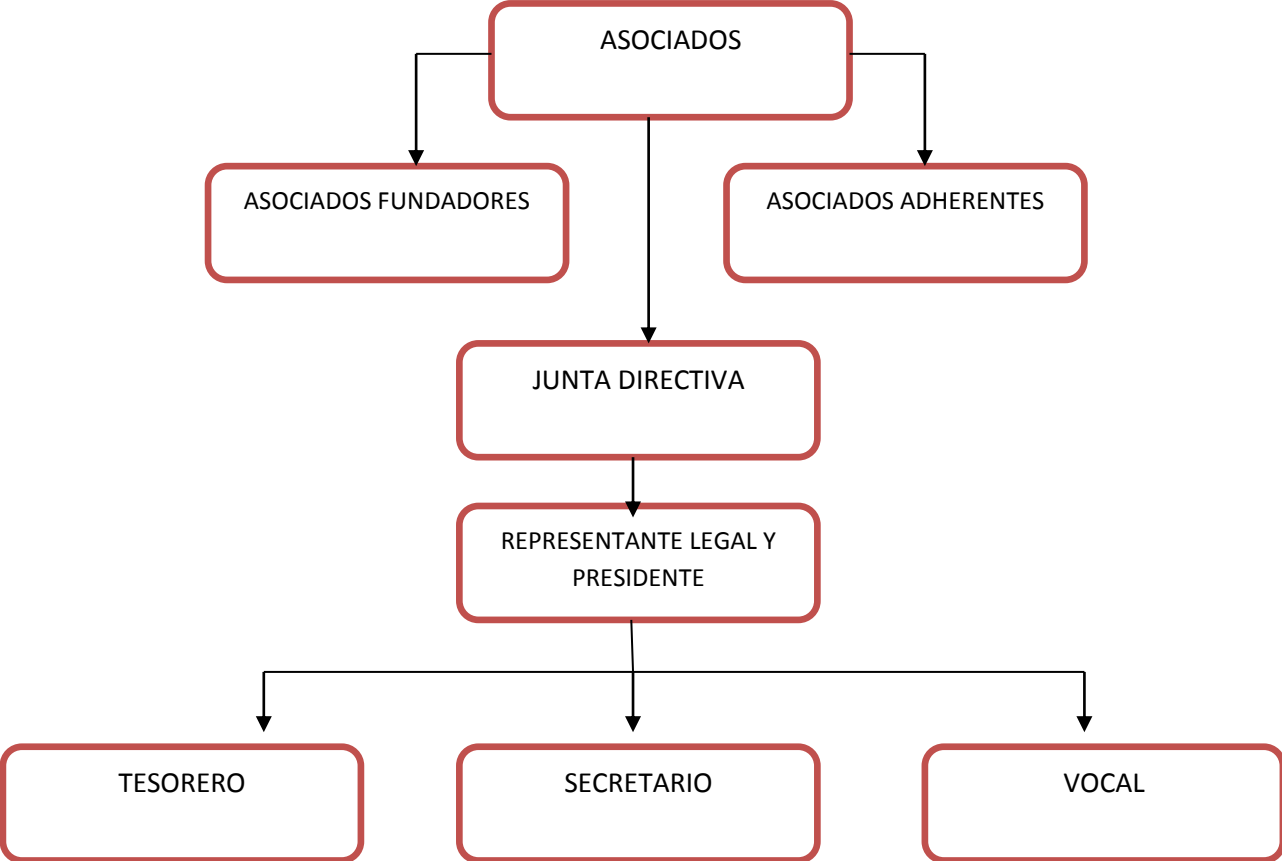 ASOCIADOS
ASOCIADOS FUNDADORES
ASOCIADOS ADHERENTES
JUNTA DIRECTIVA
REPRESENTANTE LEGAL Y
PRESIDENTE
TESORERO
SECRETARIO
VOCAL